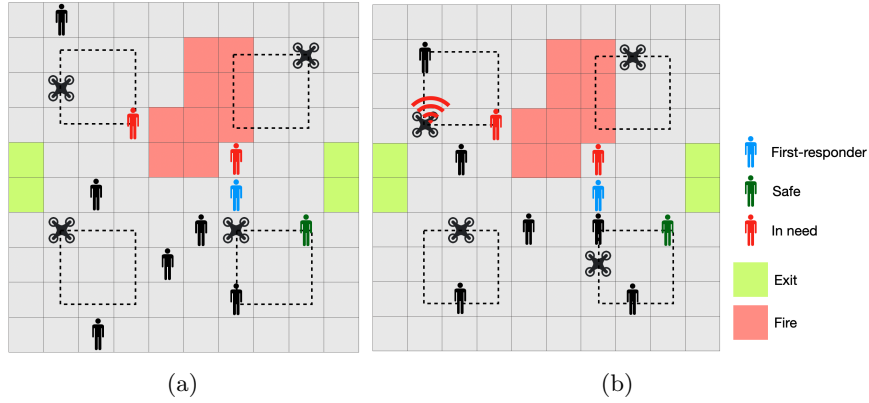 First-responder
Safe
In need
Exit
Fire
(a)
(b)